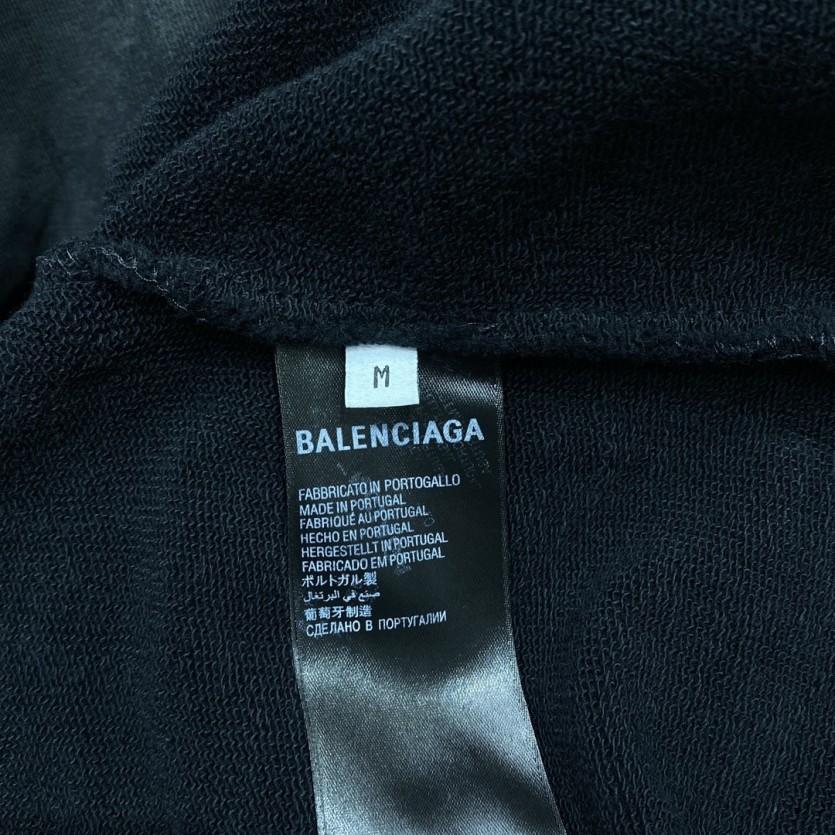 M
BALENCIAGA
FABBRICATO IN PORTOGALLO
MADE IN PORTUGAL
FABRIQUÉ AU PORTUGAL
HECHO EN PORTUGAL
HERGESTELLT IN PORTUGAL
FABRICADO EM PORTUGAL
ポルトガル製
صنع في البرتغال
葡萄牙制造
СДЕЛАНО В ПОРТУГАЛИИ